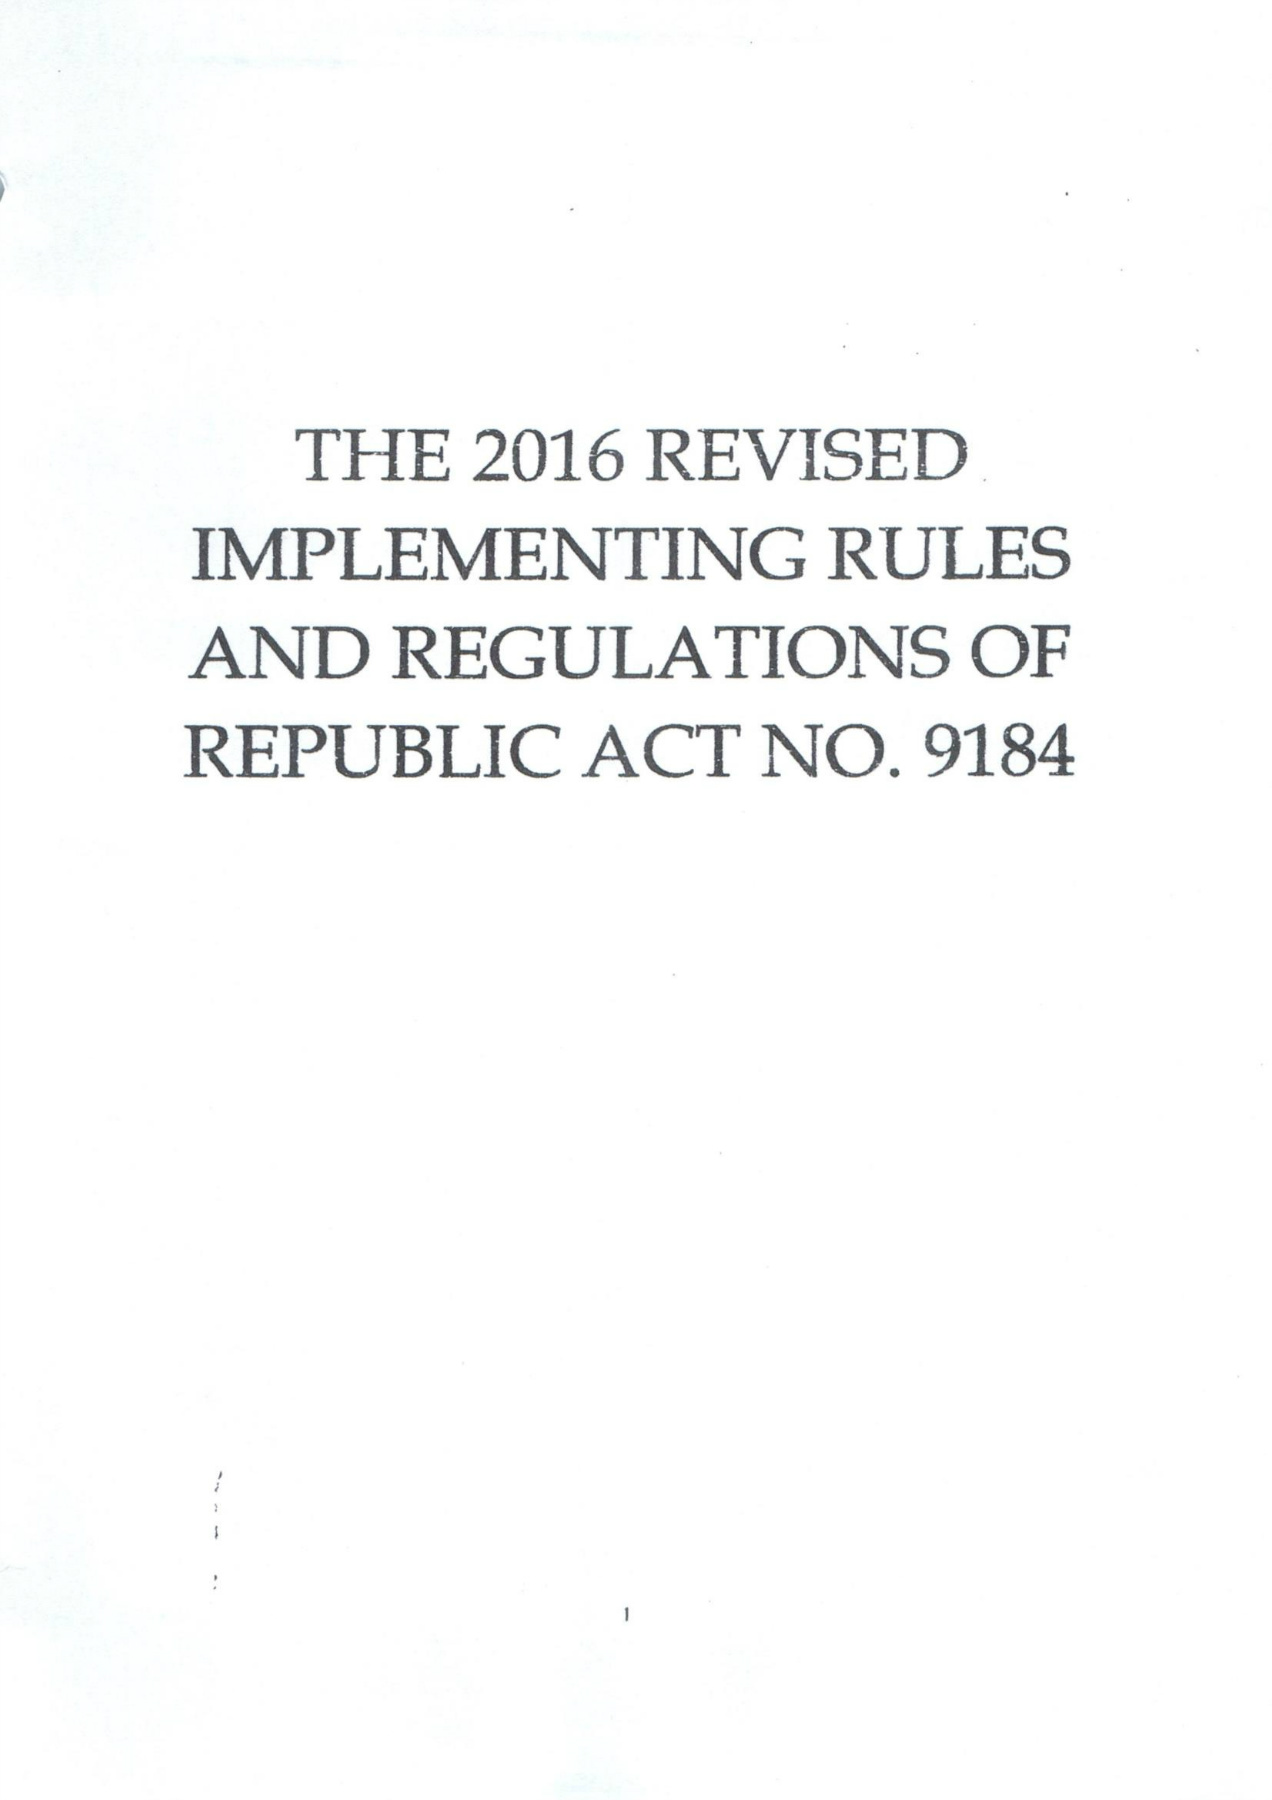 THE 2016 REVISED
IMPLEMENTING RULES
AND REGULATIONS OF
REPUBLIC ACT NO. 9184
1